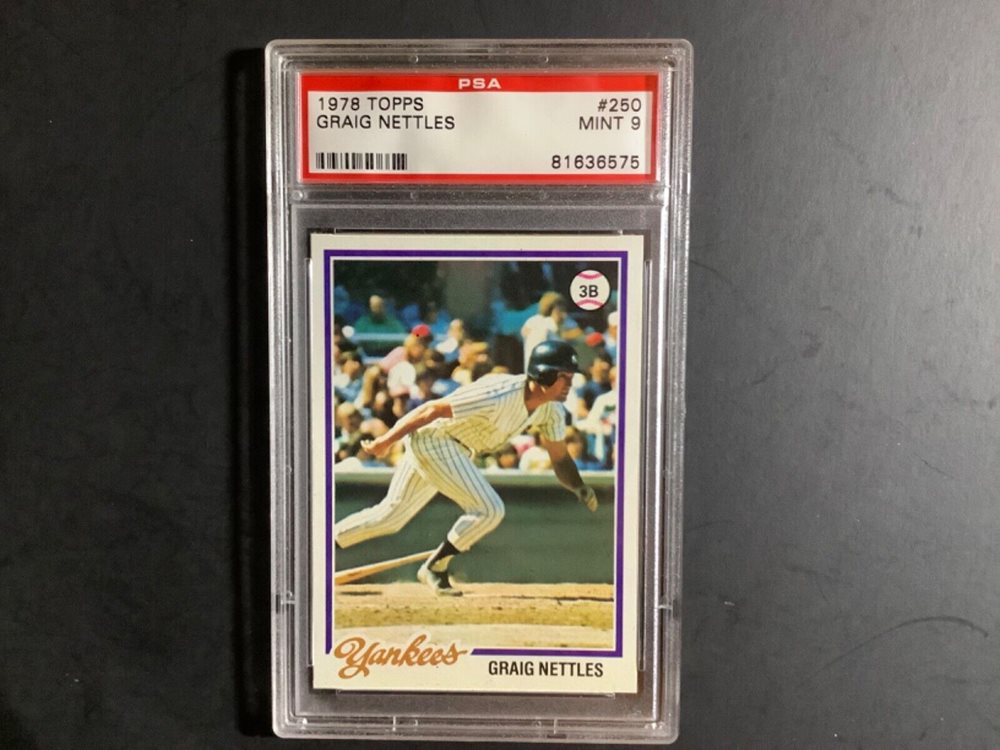 PSA
1978 TOPPS #250
GRAIG NETTLES MINT 9
81636575
3B
Yankees
GRAIG NETTLES